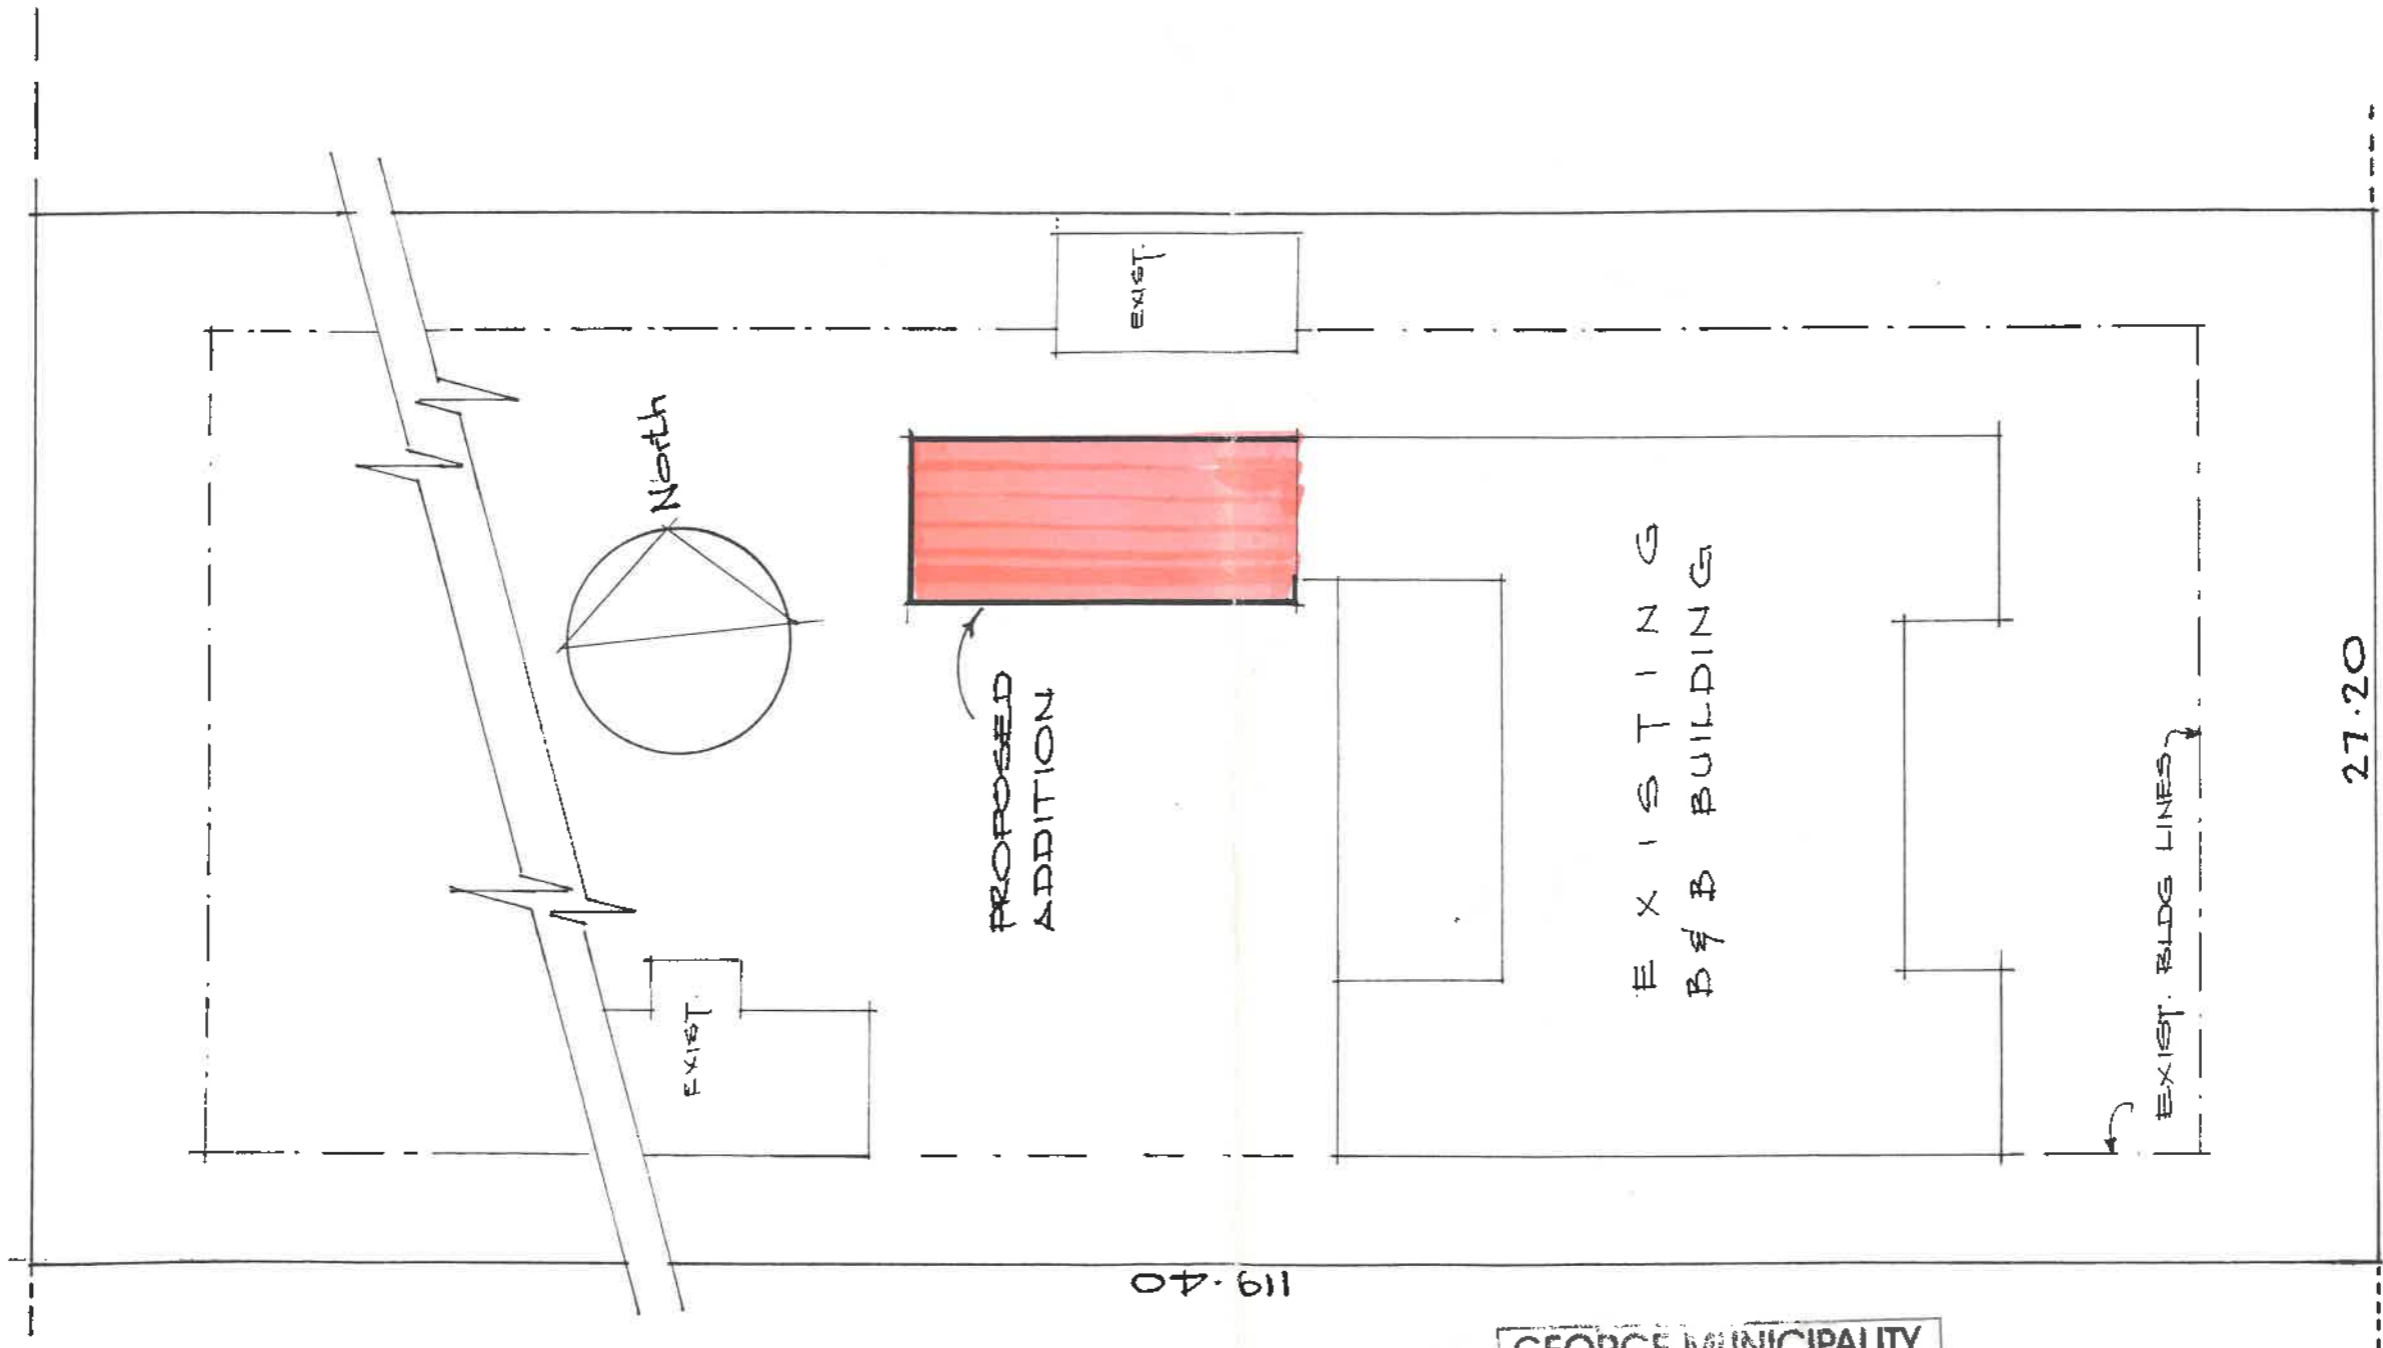 EXIST.
North
PROPOSED
ADDITION
EXISTING
B & B BUILDING
EXIST.
EXIST. BLDG LINES
27.20
119.40
GEORGE MUNICIPALITY